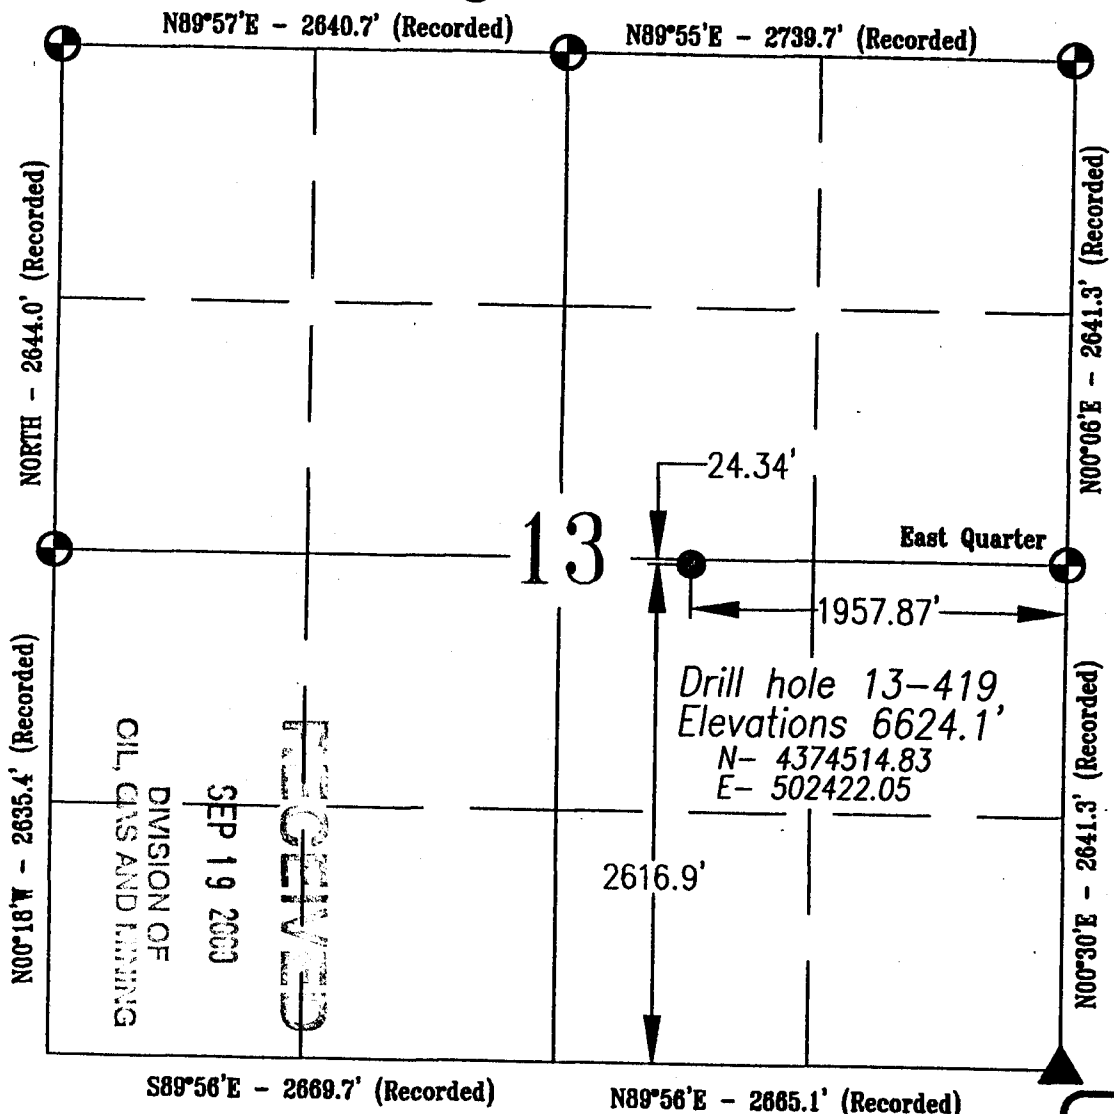 N89°57'E - 2640.7' (Recorded)
N89°55'E - 2739.7' (Recorded)
NORTH - 2644.0' (Recorded)
N00°06'E - 2641.3' (Recorded)
24.34'
13
East Quarter
1957.87'
Drill hole 13-419
Elevations 6624.1'
N- 4374514.83
E- 502422.05
2616.9'
N00°18'W - 2635.4' (Recorded)
N00°30'E - 2641.3' (Recorded)
RECEIVED
SEP 19
DIVISION OF
OIL, GAS AND MINING
S89°56'E - 2669.7' (Recorded)
N89°56'E - 2665.1' (Recorded)